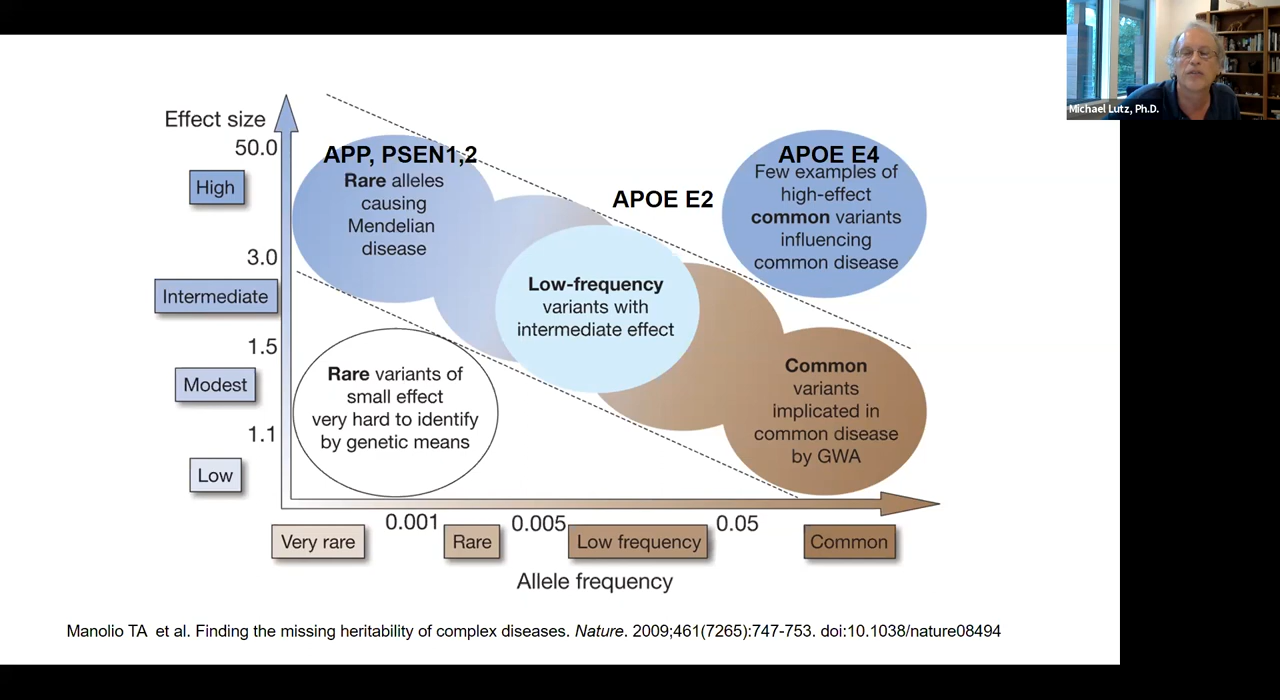 Michael Lutz, Ph.D.
Effect size
50.0
High
3.0
Intermediate
1.5
Modest
1.1
Low
APP, PSEN1,2
Rare alleles
causing
Mendelian
disease
APOE E2
APOE E4
Few examples of
high-effect
common variants
influencing
common disease
Low-frequency
variants with
intermediate effect
Rare variants of
small effect
very hard to identify
by genetic means
Common
variants
implicated in
common disease
by GWA
0.001
0.005
0.05
Very rare
Rare
Low frequency
Common
Allele frequency
Manolio TA et al. Finding the missing heritability of complex diseases. Nature. 2009;461(7265):747-753. doi:10.1038/nature08494